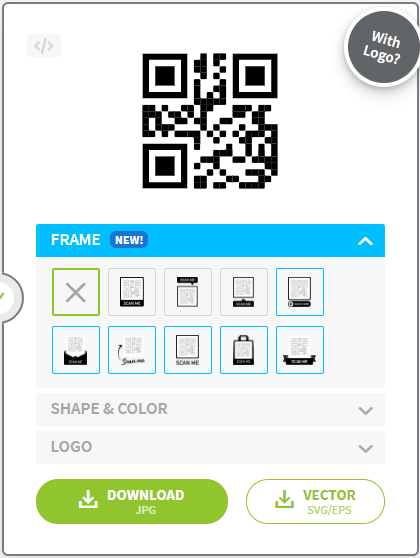 </>
With
Logo?
FRAME NEW!
SCAN ME
SCAN ME
SCAN ME
SCAN ME
Scan me
SCAN ME
SCAN ME
SCAN ME
SHAPE & COLOR
LOGO
DOWNLOAD
JPG
VECTOR
SVG/EPS